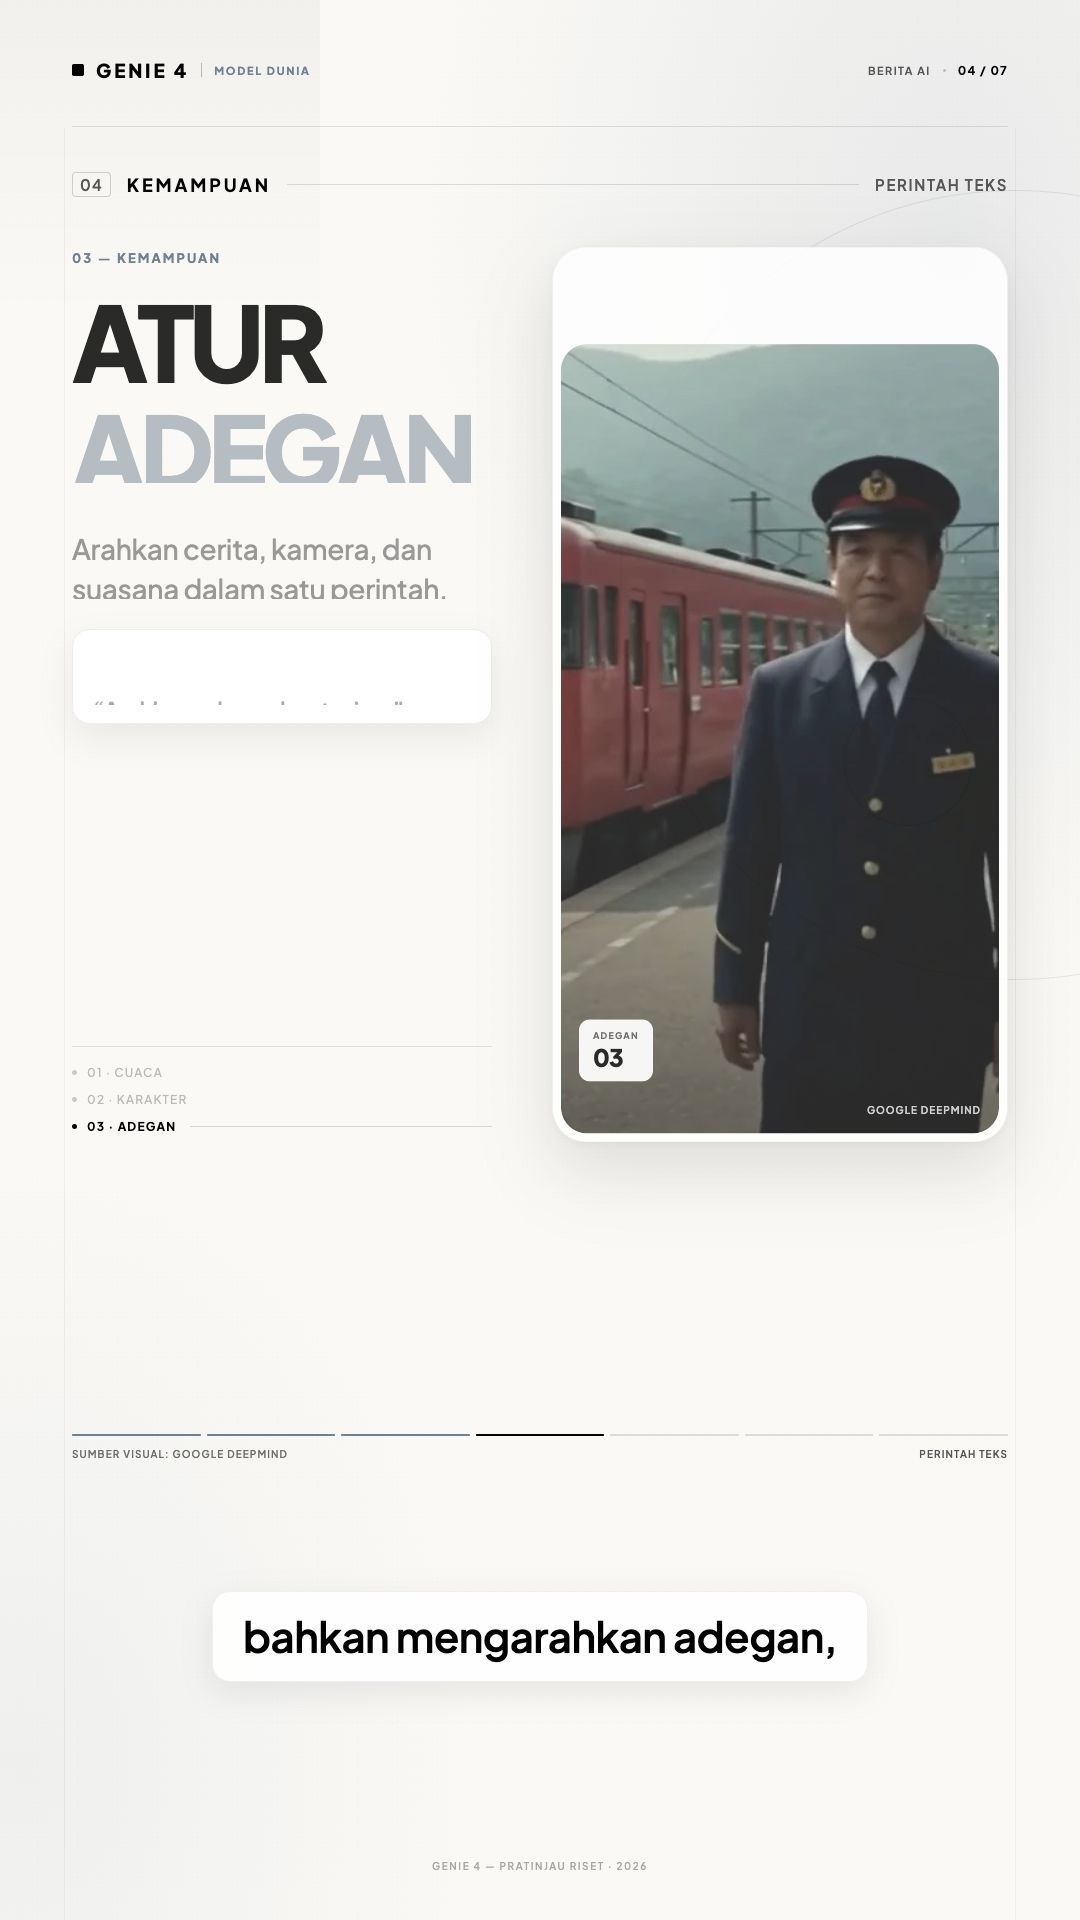 GENIE 4
MODEL DUNIA
BERITA AI • 04 / 07
04 KEMAMPUAN
PERINTAH TEKS
03 — KEMAMPUAN
ATUR
ADEGAN
Arahkan cerita, kamera, dan
suasana dalam satu perintah.
ADEGAN
03
GOOGLE DEEPMIND
• 01 · CUACA
• 02 · KARAKTER
• 03 · ADEGAN
SUMBER VISUAL: GOOGLE DEEPMIND
PERINTAH TEKS
bahkan mengarahkan adegan,
GENIE 4 — PRATINJAU RISET · 2026